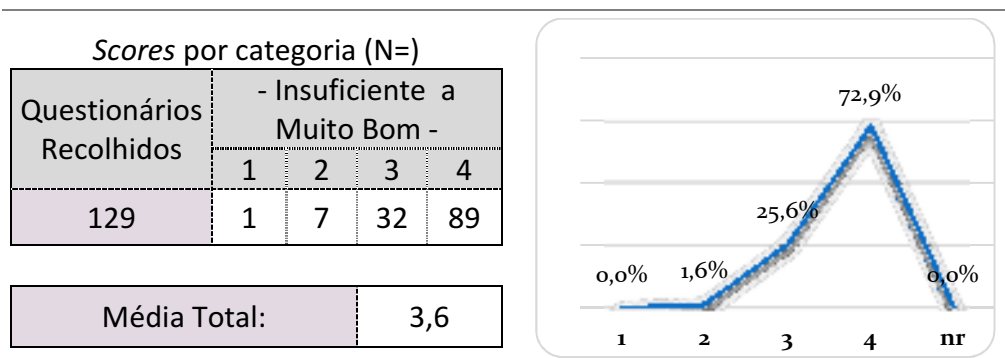 Scores por categoria (N=)
Questionários
Recolhidos
- Insuficiente a
Muito Bom -
1 2 3 4
129 1 7 32 89
Média Total: 3,6
72,9%
25,6%
0,0% 1,6% 0,0%
1 2 3 4 nr